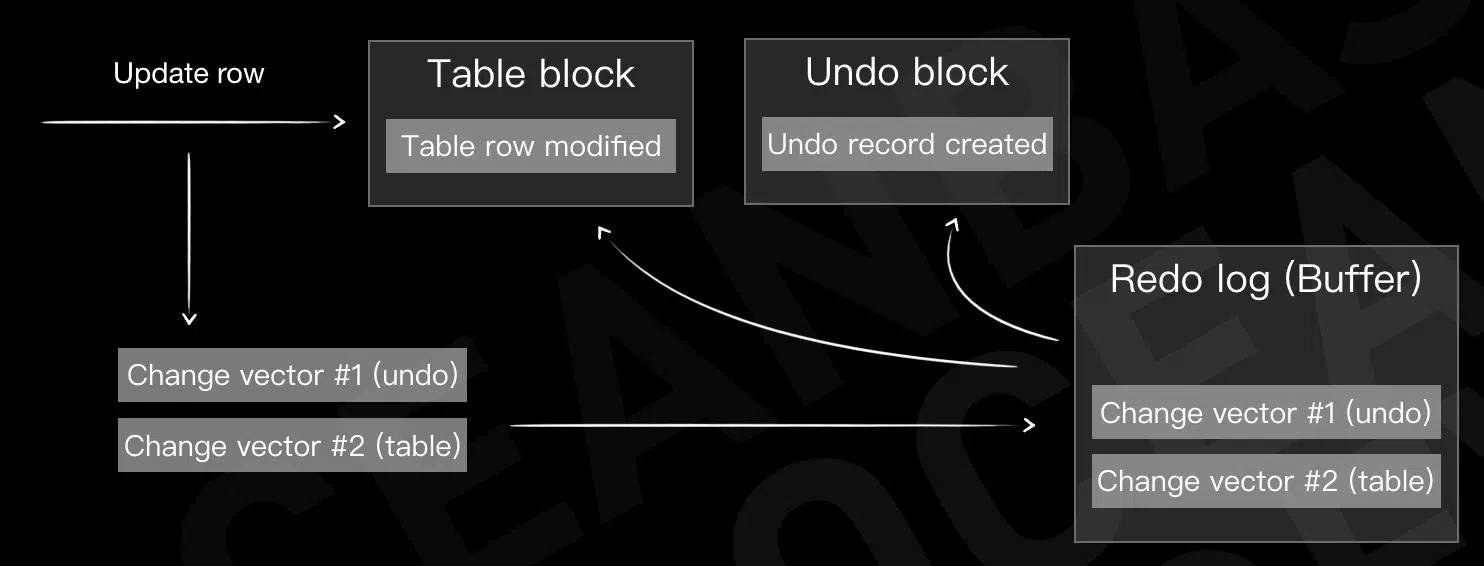 Update row
Table block
Table row modified
Undo block
Undo record created
Redo log (Buffer)
Change vector #1 (undo)
Change vector #2 (table)
Change vector #1 (undo)
Change vector #2 (table)